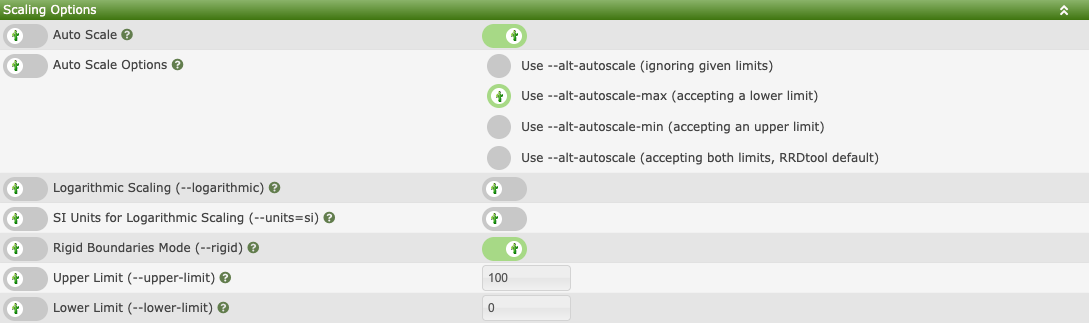 Scaling Options
Auto Scale ?
Auto Scale Options ?
Use --alt-autoscale (ignoring given limits)
Use --alt-autoscale-max (accepting a lower limit)
Use --alt-autoscale-min (accepting an upper limit)
Use --alt-autoscale (accepting both limits, RRDtool default)
Logarithmic Scaling (--logarithmic) ?
SI Units for Logarithmic Scaling (--units=si) ?
Rigid Boundaries Mode (--rigid) ?
Upper Limit (--upper-limit) ? 100
Lower Limit (--lower-limit) ? 0